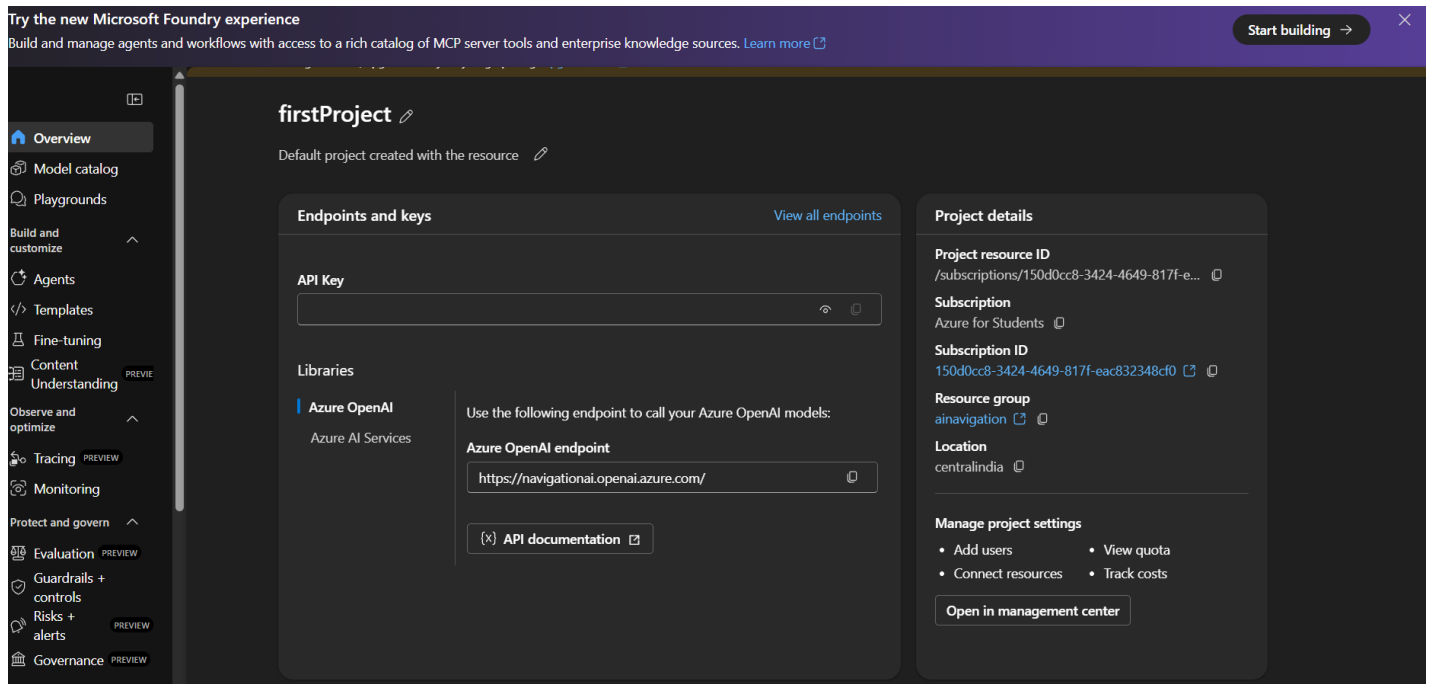 Try the new Microsoft Foundry experience
Build and manage agents and workflows with access to a rich catalog of MCP server tools and enterprise knowledge sources. Learn more
Start building →
Overview
Model catalog
Playgrounds
Build and
customize
Agents
Templates
Fine-tuning
Content
Understanding
PREVIE
Observe and
optimize
Tracing PREVIEW
Monitoring
Protect and govern
Evaluation PREVIEW
Guardrails +
controls
Risks +
alerts
PREVIEW
Governance PREVIEW
firstProject
Default project created with the resource
Endpoints and keys
View all endpoints
API Key
Libraries
Azure OpenAI
Azure AI Services
Use the following endpoint to call your Azure OpenAI models:
Azure OpenAI endpoint
https://navigationai.openai.azure.com/
{x} API documentation
Project details
Project resource ID
/subscriptions/150d0cc8-3424-4649-817f-e...
Subscription
Azure for Students
Subscription ID
150d0cc8-3424-4649-817f-eac832348cf0
Resource group
ainavigation
Location
centralindia
Manage project settings
• Add users
• View quota
• Connect resources
• Track costs
Open in management center